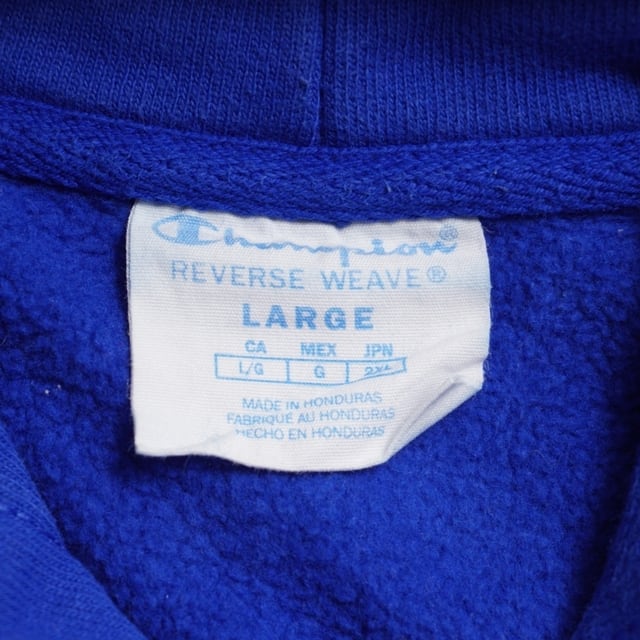 Champion®
REVERSE WEAVE®
LARGE
CA MEX JPN
L/G G 2XL
MADE IN HONDURAS
FABRIQUE AU HONDURAS
HECHO EN HONDURAS